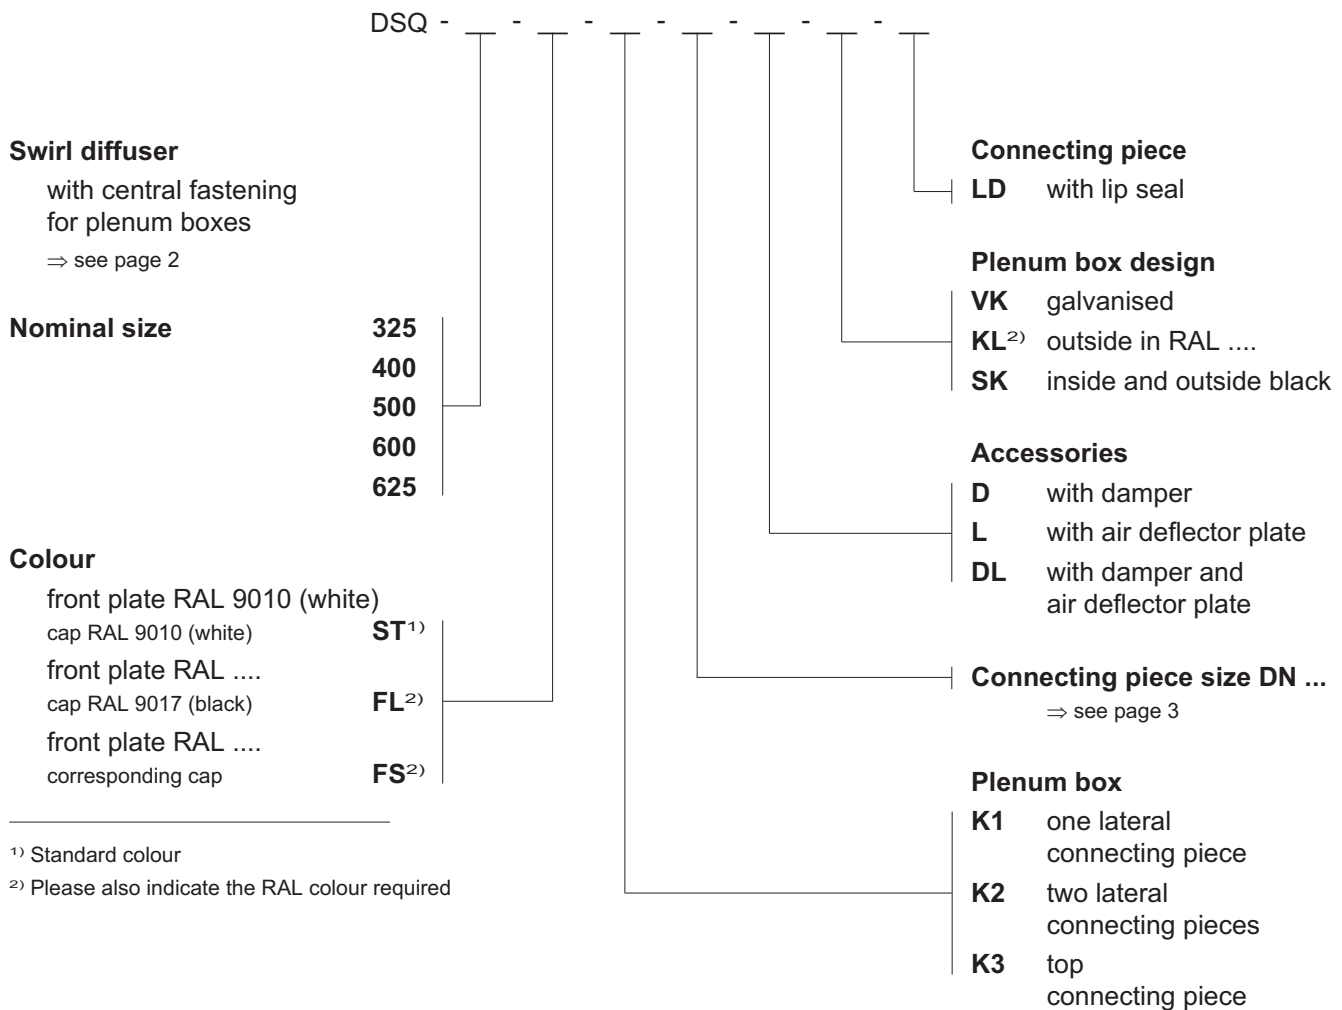 DSQ - __ - __ - __ - __ - __ - __ - __
Swirl diffuser
with central fastening
for plenum boxes
⇒ see page 2
Nominal size 325
400
500
600
625
Colour
front plate RAL 9010 (white)
cap RAL 9010 (white) ST¹⁾
front plate RAL ....
cap RAL 9017 (black) FL²⁾
front plate RAL ....
corresponding cap FS²⁾
¹⁾ Standard colour
²⁾ Please also indicate the RAL colour required
Connecting piece
LD with lip seal
Plenum box design
VK galvanised
KL²⁾ outside in RAL ....
SK inside and outside black
Accessories
D with damper
L with air deflector plate
DL with damper and
air deflector plate
Connecting piece size DN ...
⇒ see page 3
Plenum box
K1 one lateral
connecting piece
K2 two lateral
connecting pieces
K3 top
connecting piece